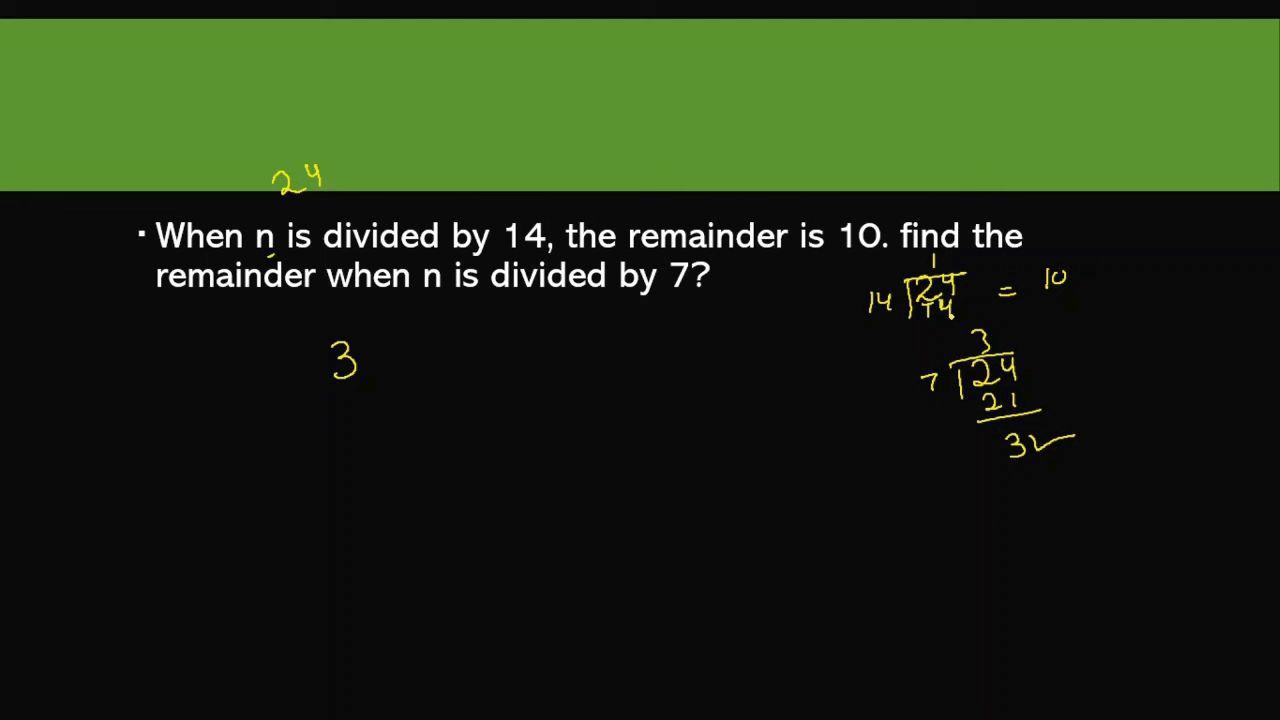 24
· When n is divided by 14, the remainder is 10. find the
remainder when n is divided by 7?
1
14 24 = 10
14
3
3
7 24
21
3 ✓